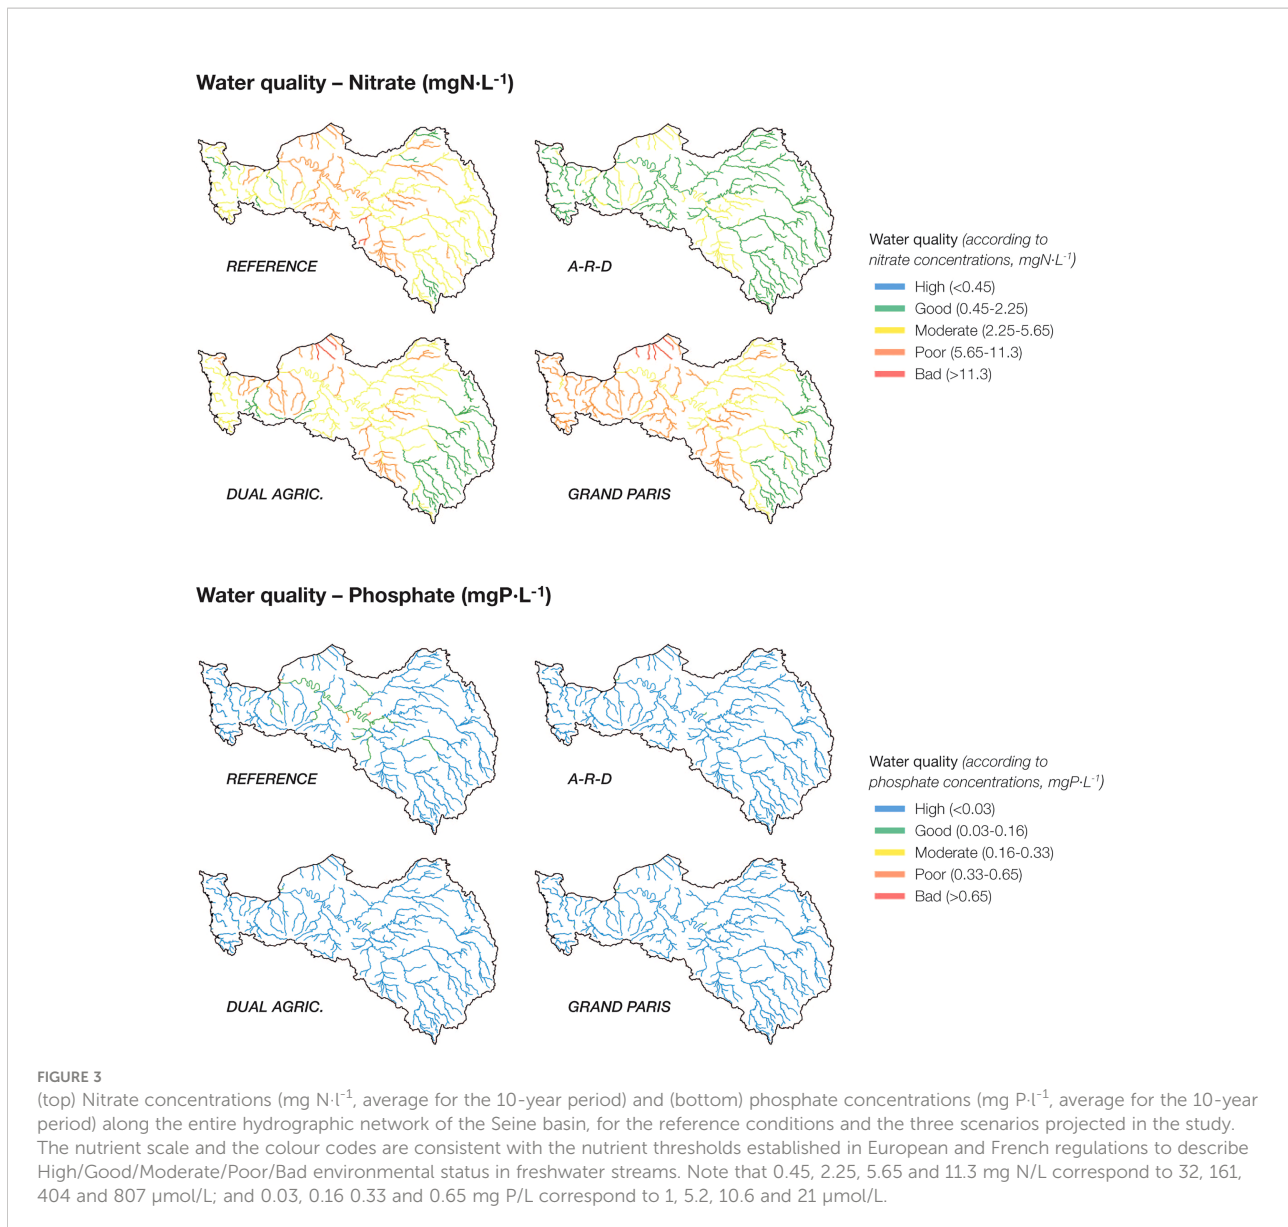 Water quality – Nitrate (mgN·L⁻¹)
REFERENCE
A-R-D
DUAL AGRIC.
GRAND PARIS
Water quality (according to
nitrate concentrations, mgN·L⁻¹)
High (<0.45)
Good (0.45-2.25)
Moderate (2.25-5.65)
Poor (5.65-11.3)
Bad (>11.3)
Water quality – Phosphate (mgP·L⁻¹)
REFERENCE
A-R-D
DUAL AGRIC.
GRAND PARIS
Water quality (according to
phosphate concentrations, mgP·L⁻¹)
High (<0.03)
Good (0.03-0.16)
Moderate (0.16-0.33)
Poor (0.33-0.65)
Bad (>0.65)
FIGURE 3
(top) Nitrate concentrations (mg N·l⁻¹, average for the 10-year period) and (bottom) phosphate concentrations (mg P·l⁻¹, average for the 10-year
period) along the entire hydrographic network of the Seine basin, for the reference conditions and the three scenarios projected in the study.
The nutrient scale and the colour codes are consistent with the nutrient thresholds established in European and French regulations to describe
High/Good/Moderate/Poor/Bad environmental status in freshwater streams. Note that 0.45, 2.25, 5.65 and 11.3 mg N/L correspond to 32, 161,
404 and 807 µmol/L; and 0.03, 0.16 0.33 and 0.65 mg P/L correspond to 1, 5.2, 10.6 and 21 µmol/L.